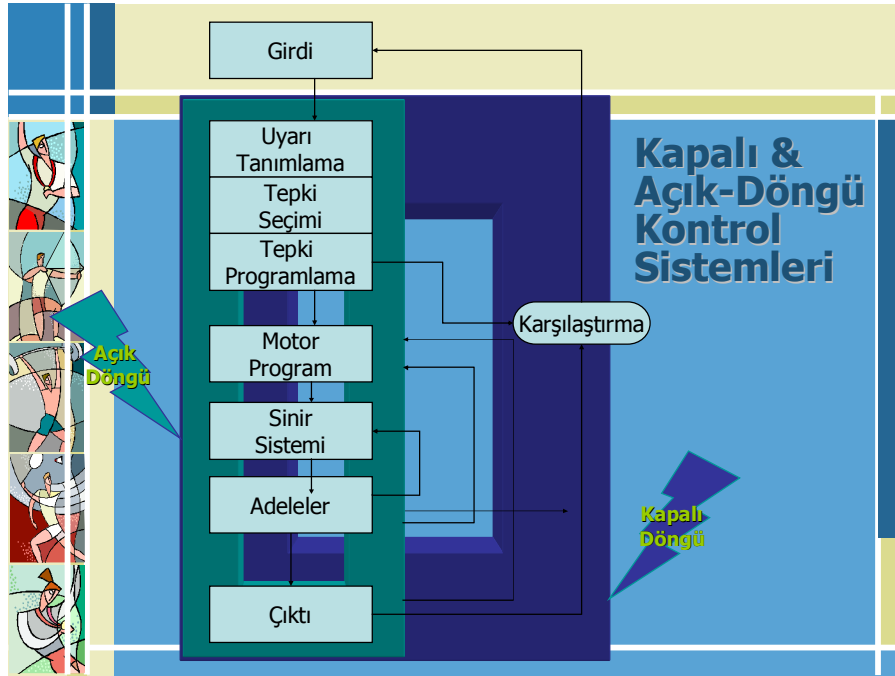 Girdi
Uyarı
Tanımlama
Tepki
Seçimi
Tepki
Programlama
Motor
Program
Sinir
Sistemi
Adeleler
Çıktı
Karşılaştırma
Kapalı &
Açık-Döngü
Kontrol
Sistemleri
Açık
Döngü
Kapalı
Döngü